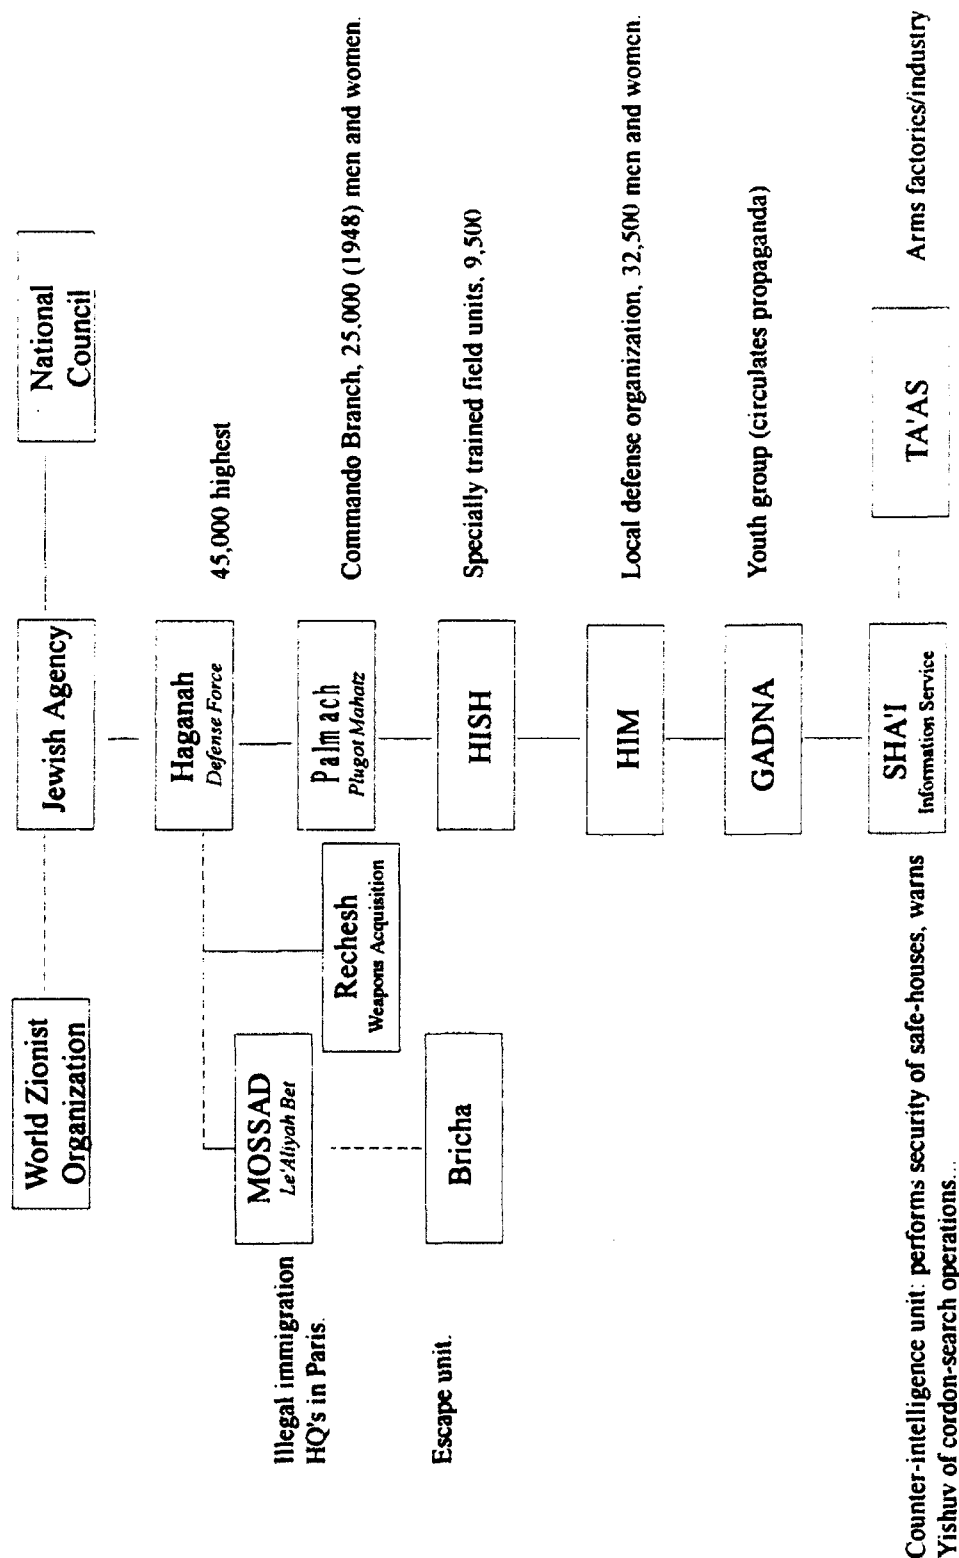 World Zionist
Organization
Jewish Agency
National
Council
Haganah
Defense Force
45,000 highest
MOSSAD
Le'Aliyah Bet
Illegal immigration
HQ's in Paris.
Rechesh
Weapons Acquisition
Palmach
Plugot Mahatz
Commando Branch, 25,000 (1948) men and women.
Bricha
Escape unit.
HISH
Specially trained field units, 9,500
HIM
Local defense organization, 32,500 men and women.
GADNA
Youth group (circulates propaganda)
SHA'I
Information Service
TA'AS
Arms factories/industry
Counter-intelligence unit: performs security of safe-houses, warns
Yishuv of cordon-search operations...